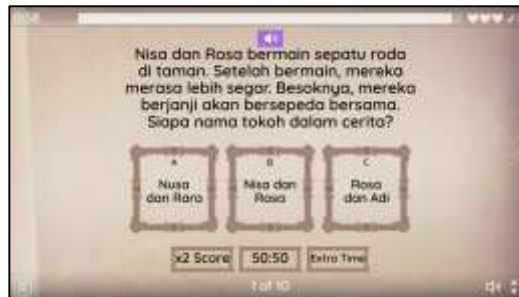 Nisa dan Rosa bermain sepatu roda
di taman. Setelah bermain, mereka
merasa lebih segar. Besoknya, mereka
berjanji akan bersepeda bersama.
Siapa nama tokoh dalam cerita?
A
Nusa
dan Rara
B
Nisa dan
Rosa
C
Rosa
dan Adi
x2 Score
50:50
Extra Time
1 of 10